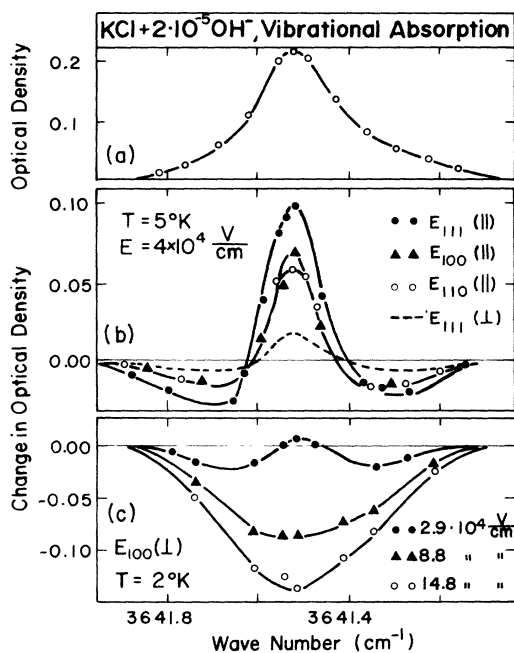 KCl+2·10⁻⁵OH⁻, Vibrational Absorption
Optical Density
0.2
0.1
(a)
T = 5°K
E = 4×10⁴ V/cm
E₁₁₁ (||)
E₁₀₀ (||)
E₁₁₀ (||)
E₁₁₁ (⊥)
0.10
0.05
0.00
(b)
Change in Optical Density
0.00
-0.05
-0.10
(c)
E₁₀₀(⊥)
T = 2°K
2.9·10⁴ V/cm
8.8 " "
14.8 " "
3641.8
3641.4
Wave Number (cm⁻¹)